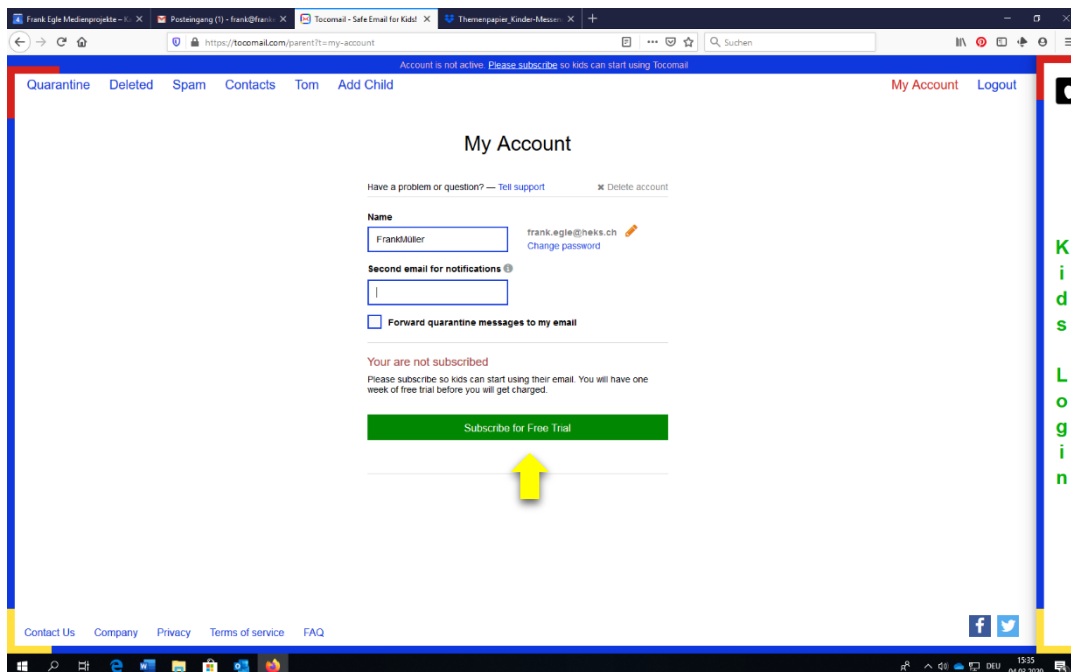 Frank Egle Medienprojekte – K
Posteingang (1) - frank@frank
Tocomail - Safe Email for Kids!
Themenpapier_Kinder-Messen
https://tocomail.com/parent?t=my-account
Suchen
Account is not active. Please subscribe so kids can start using Tocomail
Quarantine Deleted Spam Contacts Tom Add Child
My Account Logout
My Account
Have a problem or question? — Tell support
Delete account
Name
FrankMüller
frank.egle@heks.ch
Change password
Second email for notifications
Forward quarantine messages to my email
Your are not subscribed
Please subscribe so kids can start using their email. You will have one
week of free trial before you will get charged.
Subscribe for Free Trial
Kids Login
Contact Us Company Privacy Terms of service FAQ
DEU
15:35
04.03.2020